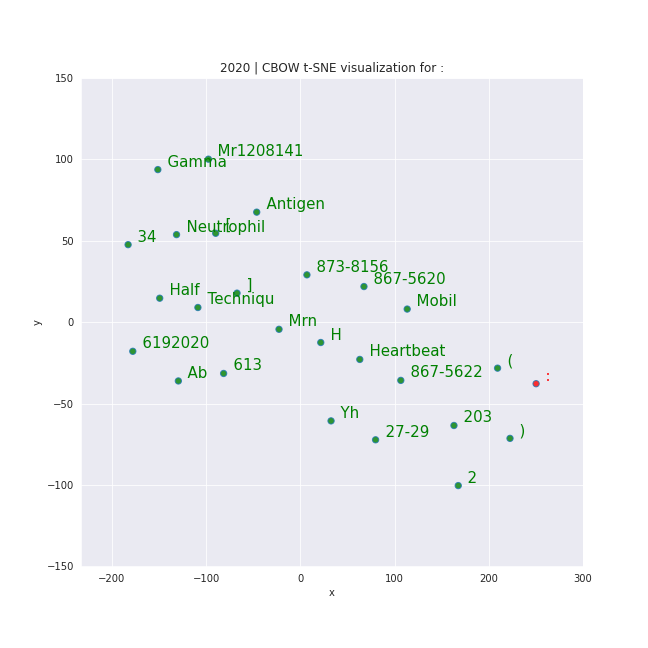 2020 | CBOW t-SNE visualization for :
150
100
50
0
−50
−100
−150
y
Mr1208141
Gamma
Antigen
Neutrophil
[
34
873-8156
867-5620
]
Half
Techniqu
Mobil
Mrn
H
6192020
Heartbeat
613
Ab
867-5622
(
:
Yh
203
27-29
)
2
−200
−100
0
100
200
300
x